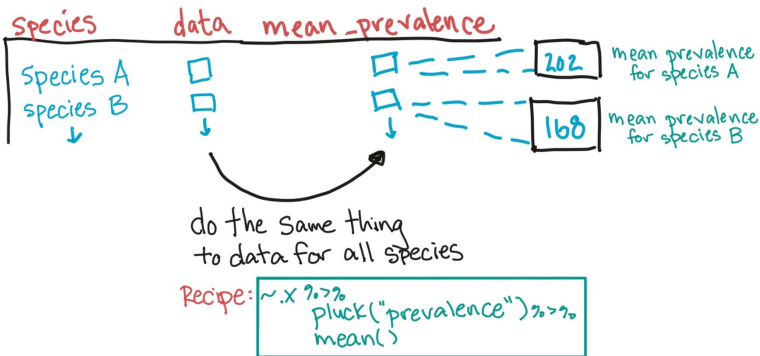 species data mean_prevalence
Species A
species B
202
mean prevalence
for species A
168
mean prevalence
for species B
do the same thing
to data for all species
Recipe:
~.x %>%
pluck("prevalence") %>%
mean()